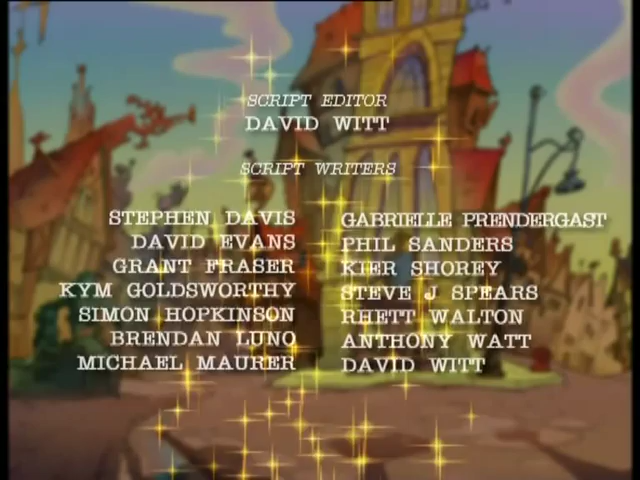 SCRIPT EDITOR
DAVID WITT
SCRIPT WRITERS
STEPHEN DAVIS
DAVID EVANS
GRANT FRASER
KYM GOLDSWORTHY
SIMON HOPKINSON
BRENDAN LUNO
MICHAEL MAURER
GABRIELLE PRENDERGAST
PHIL SANDERS
KIER SHOREY
STEVE J SPEARS
RHETT WALTON
ANTHONY WATT
DAVID WITT